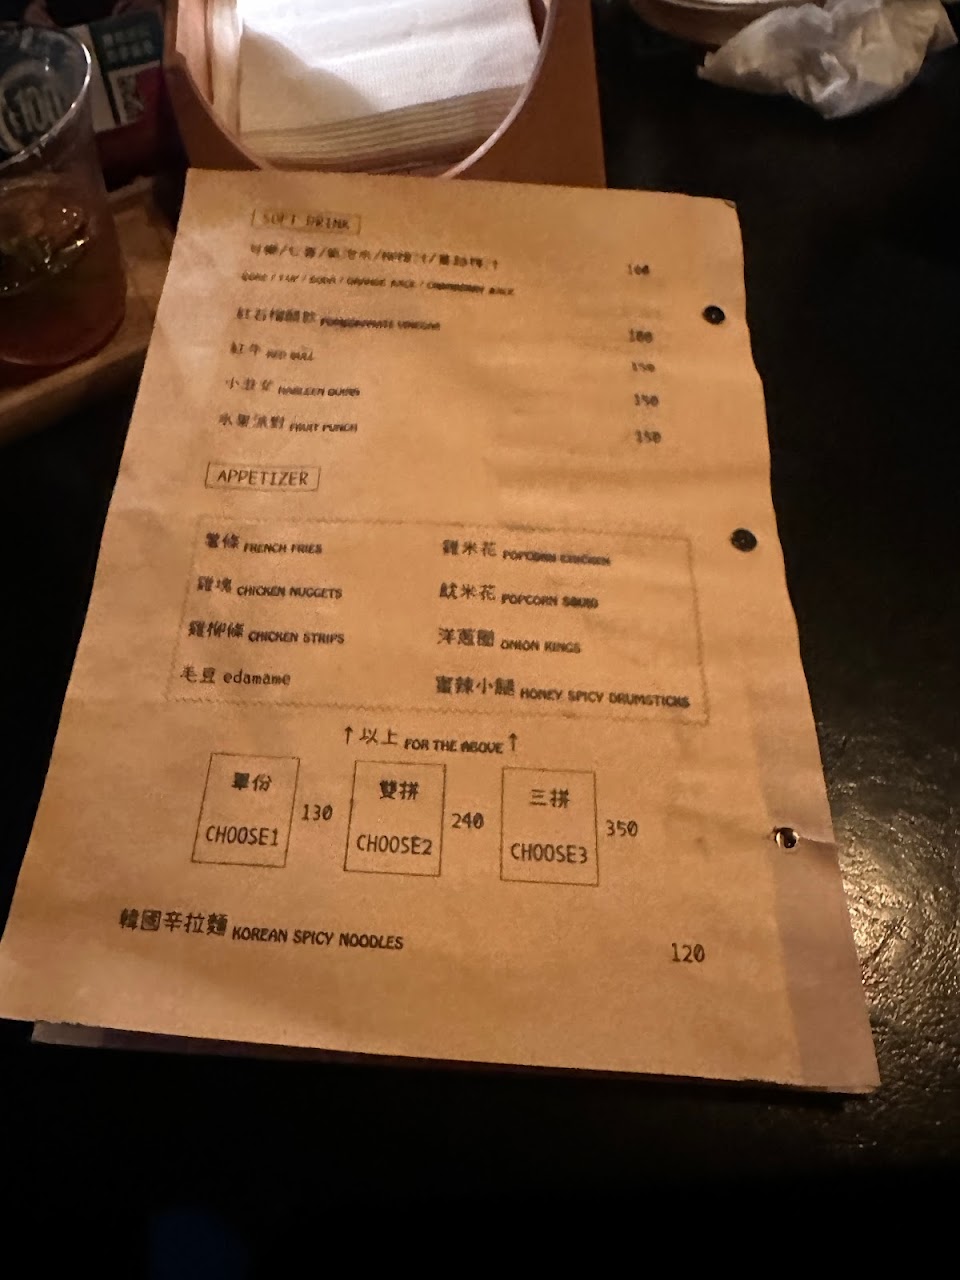 100
SOFT DRINK
可樂/七喜/蘇打水/柳橙汁/蔓越莓汁 100
COKE / 7UP / SODA / ORANGE JUICE / CRANBERRY JUICE
紅石榴醋飲 POMEGRANATE VINEGAR 180
紅牛 RED BULL 150
小丑女 HARLEEN QUINN 150
水果派對 FRUIT PUNCH 150
APPETIZER
薯條 FRENCH FRIES 雞米花 POPCORN CHICKEN
雞塊 CHICKEN NUGGETS 魷米花 POPCORN SQUID
雞柳條 CHICKEN STRIPS 洋蔥圈 ONION RINGS
毛豆 edamame 蜜辣小腿 HONEY SPICY DRUMSTICKS
↑以上 FOR THE ABOVE↑
單份 雙拼 三拼
CHOOSE1 130 CHOOSE2 240 CHOOSE3 350
韓國辛拉麵 KOREAN SPICY NOODLES 120